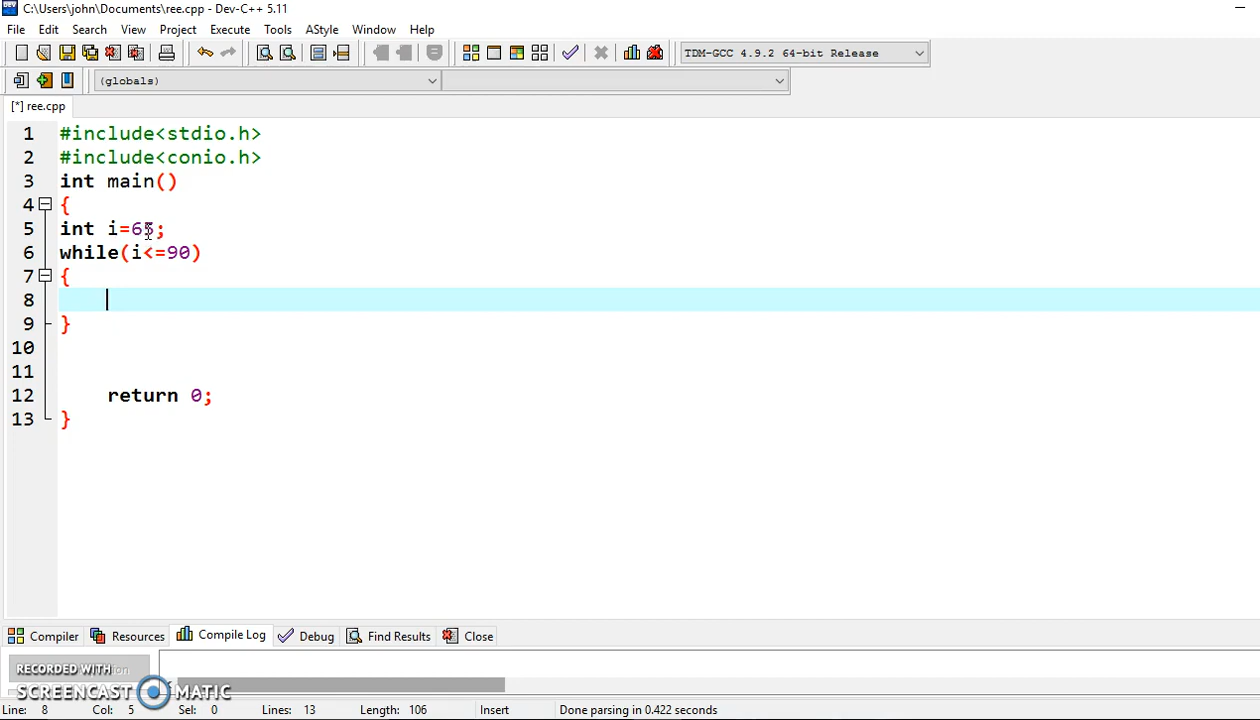 C:\Users\john\Documents\ree.cpp - Dev-C++ 5.11
File Edit Search View Project Execute Tools AStyle Window Help
TDM-GCC 4.9.2 64-bit Release
(globals)
[*] ree.cpp
1 #include<stdio.h>
2 #include<conio.h>
3 int main()
4 {
5 int i=65;
6 while(i<=90)
7 {
8
9 }
10
11
12 return 0;
13 }
Compiler Resources Compile Log Debug Find Results Close
RECORDED WITH
SCREENCAST MATIC
Line: 8 Col: 5 Sel: 0 Lines: 13 Length: 106 Insert Done parsing in 0.422 seconds